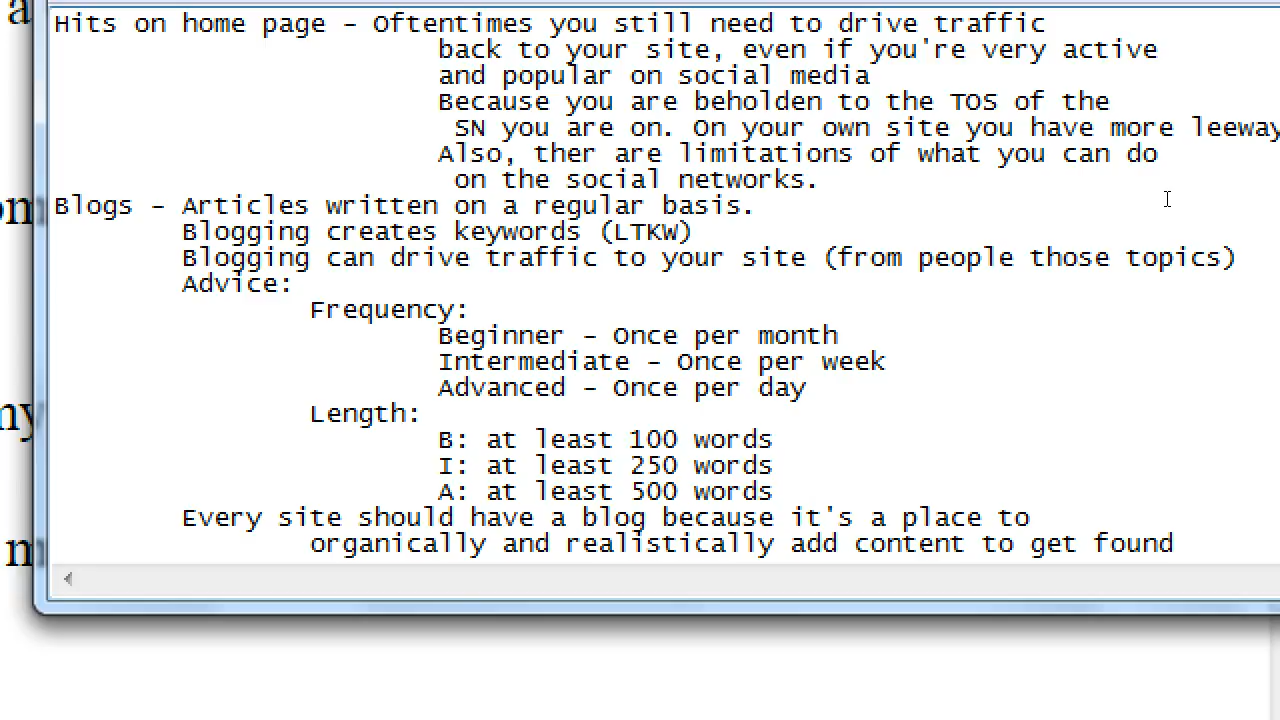 Hits on home page - Oftentimes you still need to drive traffic
back to your site, even if you're very active
and popular on social media
Because you are beholden to the TOS of the
SN you are on. On your own site you have more leeway
Also, ther are limitations of what you can do
on the social networks.
Blogs - Articles written on a regular basis.
Blogging creates keywords (LTKW)
Blogging can drive traffic to your site (from people those topics)
Advice:
Frequency:
Beginner - Once per month
Intermediate - Once per week
Advanced - Once per day
Length:
B: at least 100 words
I: at least 250 words
A: at least 500 words
Every site should have a blog because it's a place to
organically and realistically add content to get found